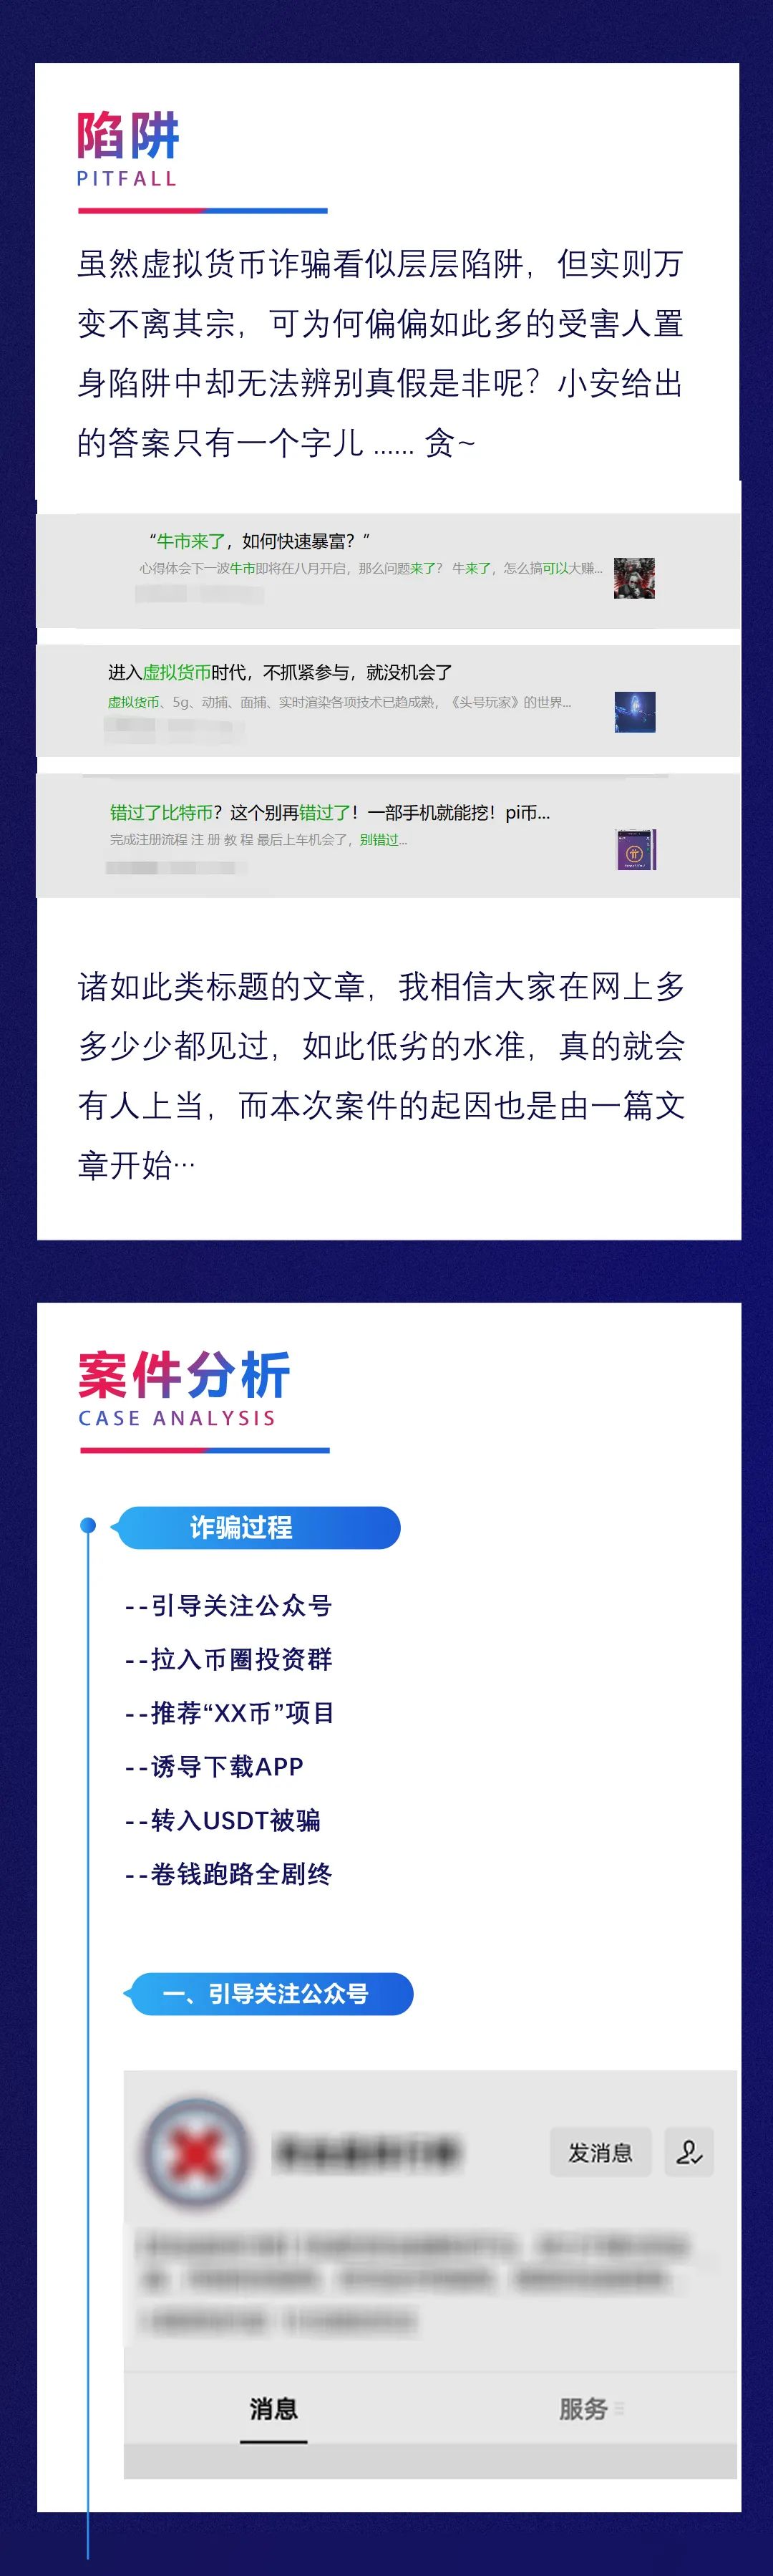 陷阱
PITFALL
虽然虚拟货币诈骗看似层层陷阱，但实则万
变不离其宗，可为何偏偏如此多的受害人置
身陷阱中却无法辨别真假是非呢？小安给出
的答案只有一个字儿 ...... 贪~
“牛市来了，如何快速暴富？”
心得体会下一波牛市即将在八月开启，那么问题来了？ 牛来了，怎么搞可以大赚...
进入虚拟货币时代，不抓紧参与，就没机会了
虚拟货币、5g、动捕、面捕、实时渲染各项技术已趋成熟，《头号玩家》的世界...
错过了比特币？这个别再错过了！一部手机就能挖！pi币...
完成注册流程 注 册 教 程 最后上车机会了，别错过...
诸如此类标题的文章，我相信大家在网上多
多少少都见过，如此低劣的水准，真的就会
有人上当，而本次案件的起因也是由一篇文
章开始…
案件分析
CASE ANALYSIS
诈骗过程
--引导关注公众号
--拉入币圈投资群
--推荐“XX币”项目
--诱导下载APP
--转入USDT被骗
--卷钱跑路全剧终
一、引导关注公众号
发消息
消息
服务